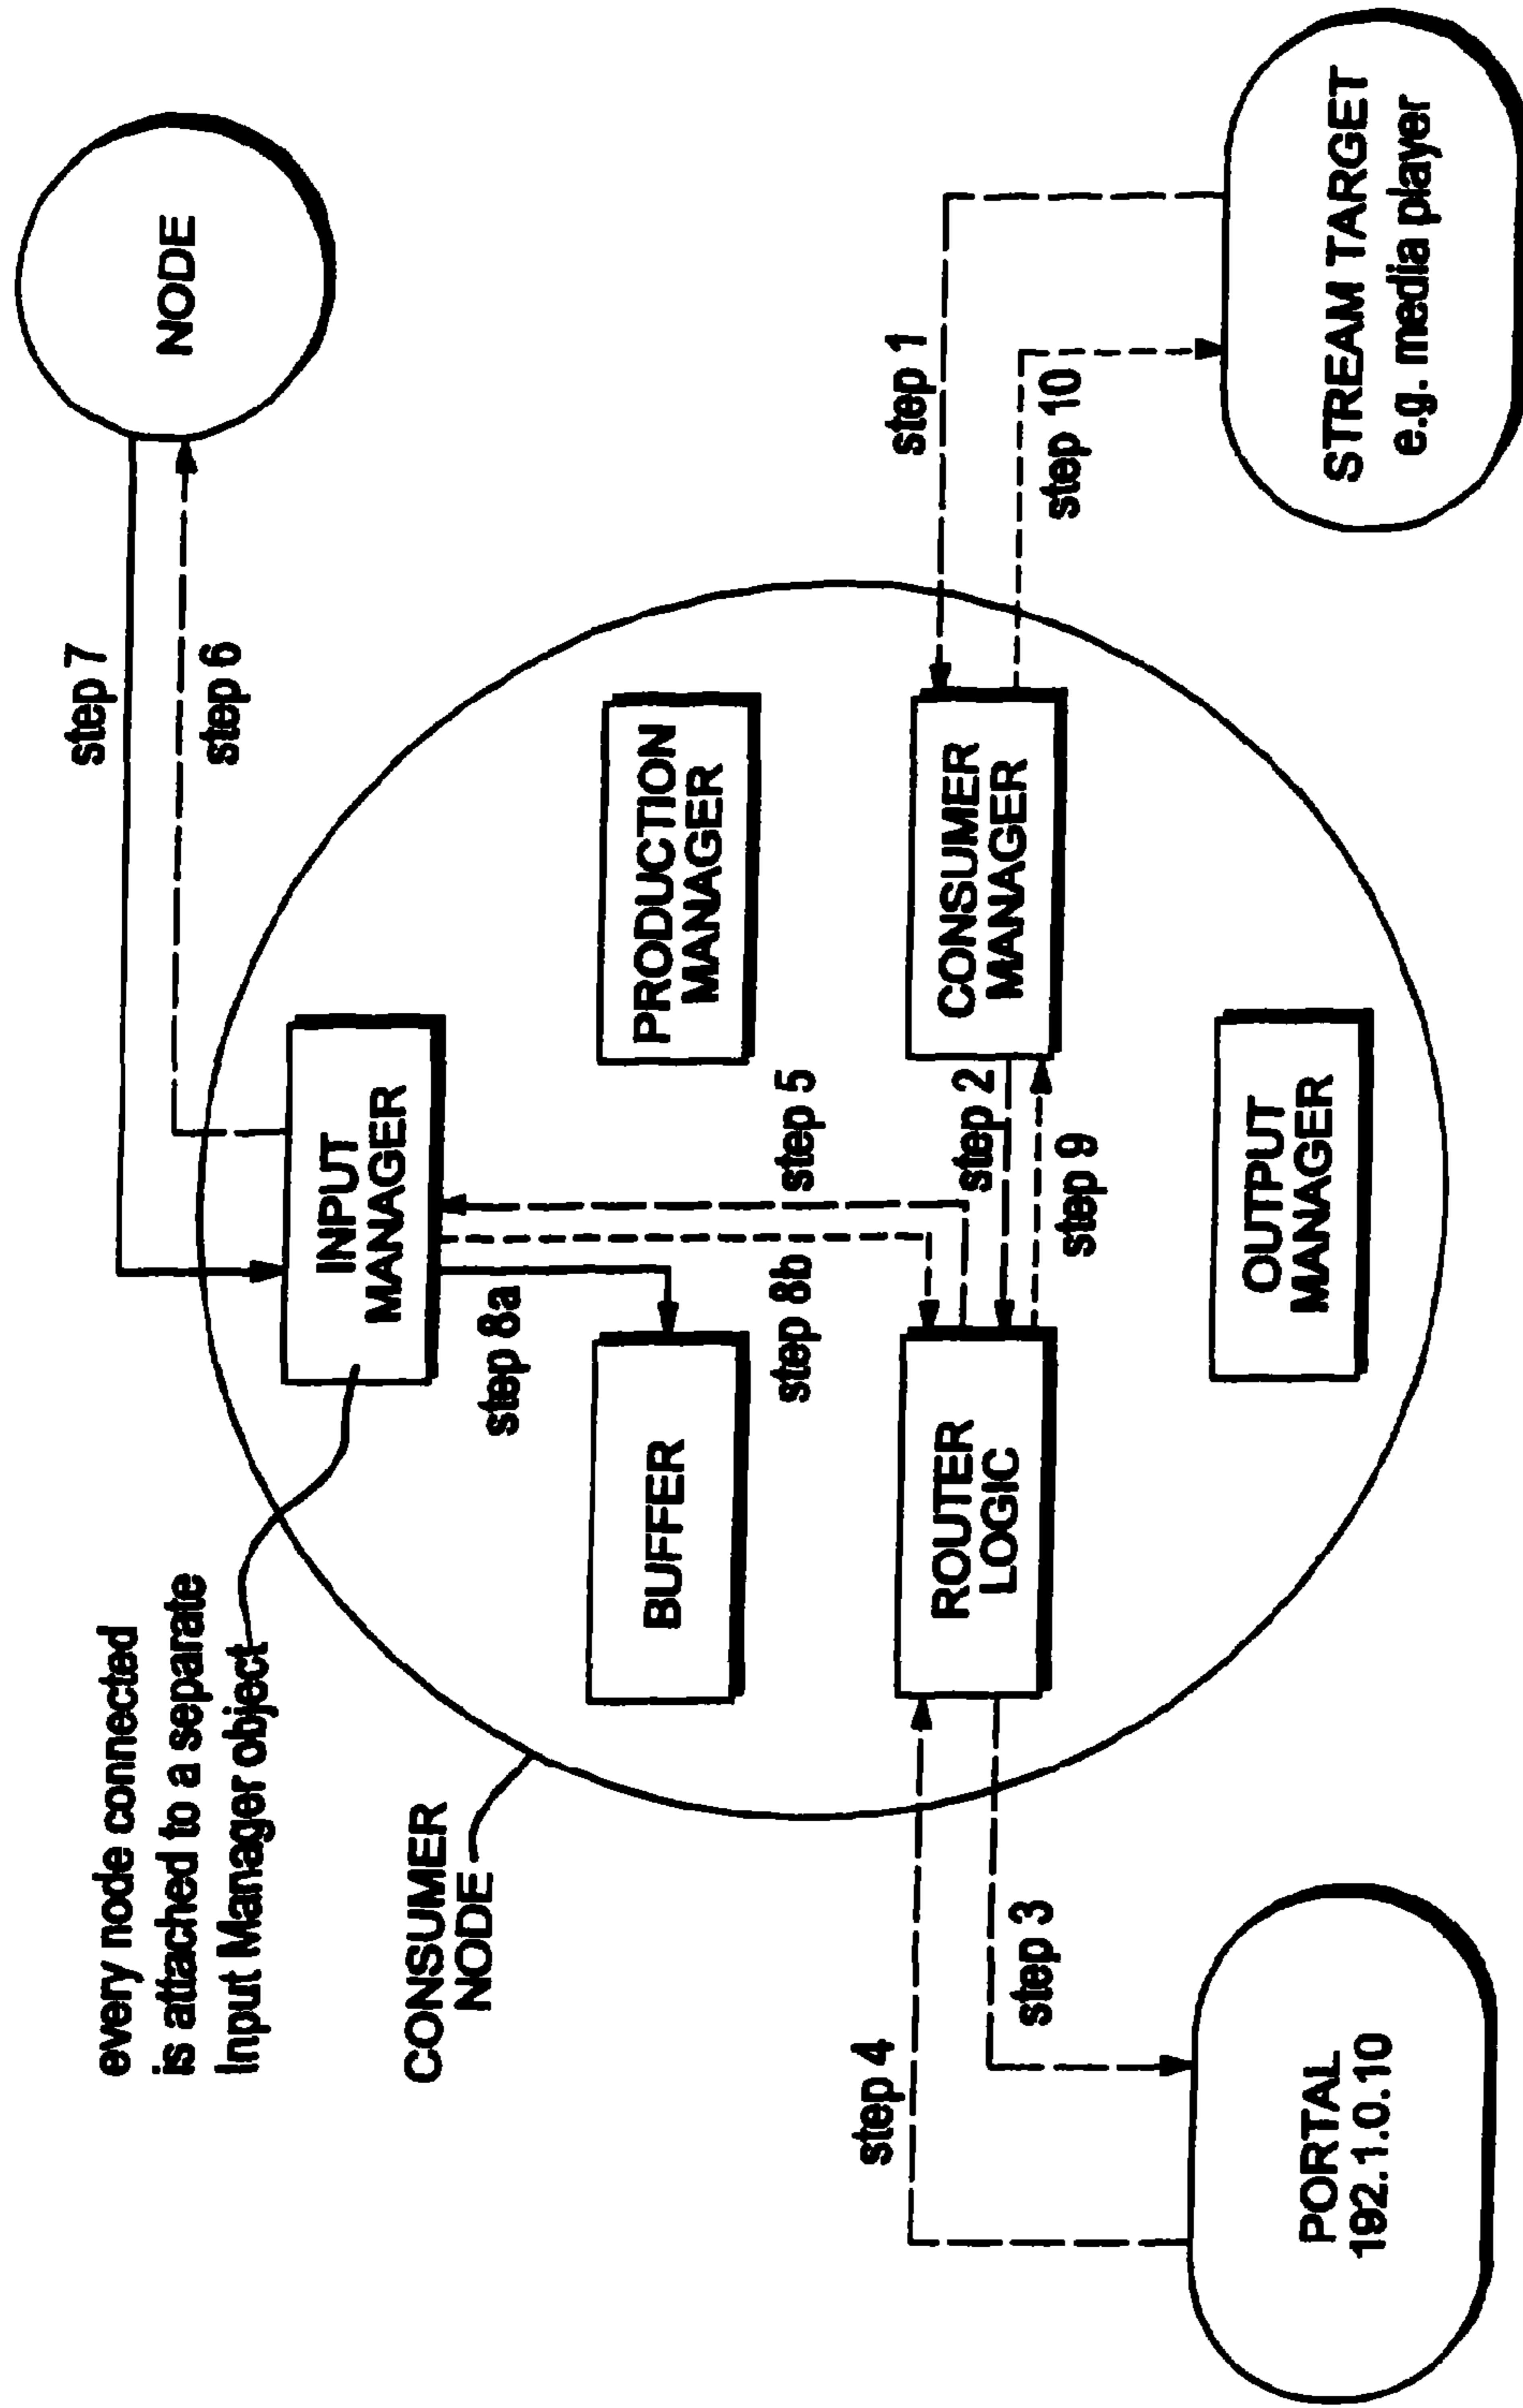 every node connected
is attached to a separate
Input Manager object
CONSUMER
NODE
step 7
step 6
NODE
INPUT
MANAGER
step 8a
BUFFER
PRODUCTION
MANAGER
step 5
step 8b
step 4
ROUTER
LOGIC
step 2
CONSUMER
MANAGER
step 1
step 3
step 9
step 10
PORTAL
192.1.0.10
OUTPUT
MANAGER
STREAM TARGET
e.g. media player